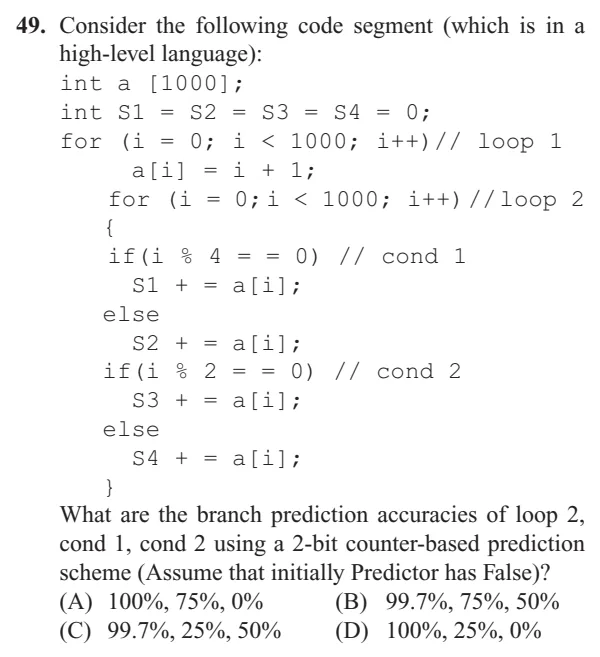 49. Consider the following code segment (which is in a
high-level language):
int a [1000];
int S1 = S2 = S3 = S4 = 0;
for (i = 0; i < 1000; i++)// loop 1
a[i] = i + 1;
for (i = 0;i < 1000; i++)//loop 2
{
if(i % 4 = = 0) // cond 1
S1 + = a[i];
else
S2 + = a[i];
if(i % 2 = = 0) // cond 2
S3 + = a[i];
else
S4 + = a[i];
}
What are the branch prediction accuracies of loop 2,
cond 1, cond 2 using a 2-bit counter-based prediction
scheme (Assume that initially Predictor has False)?
(A) 100%, 75%, 0% (B) 99.7%, 75%, 50%
(C) 99.7%, 25%, 50% (D) 100%, 25%, 0%